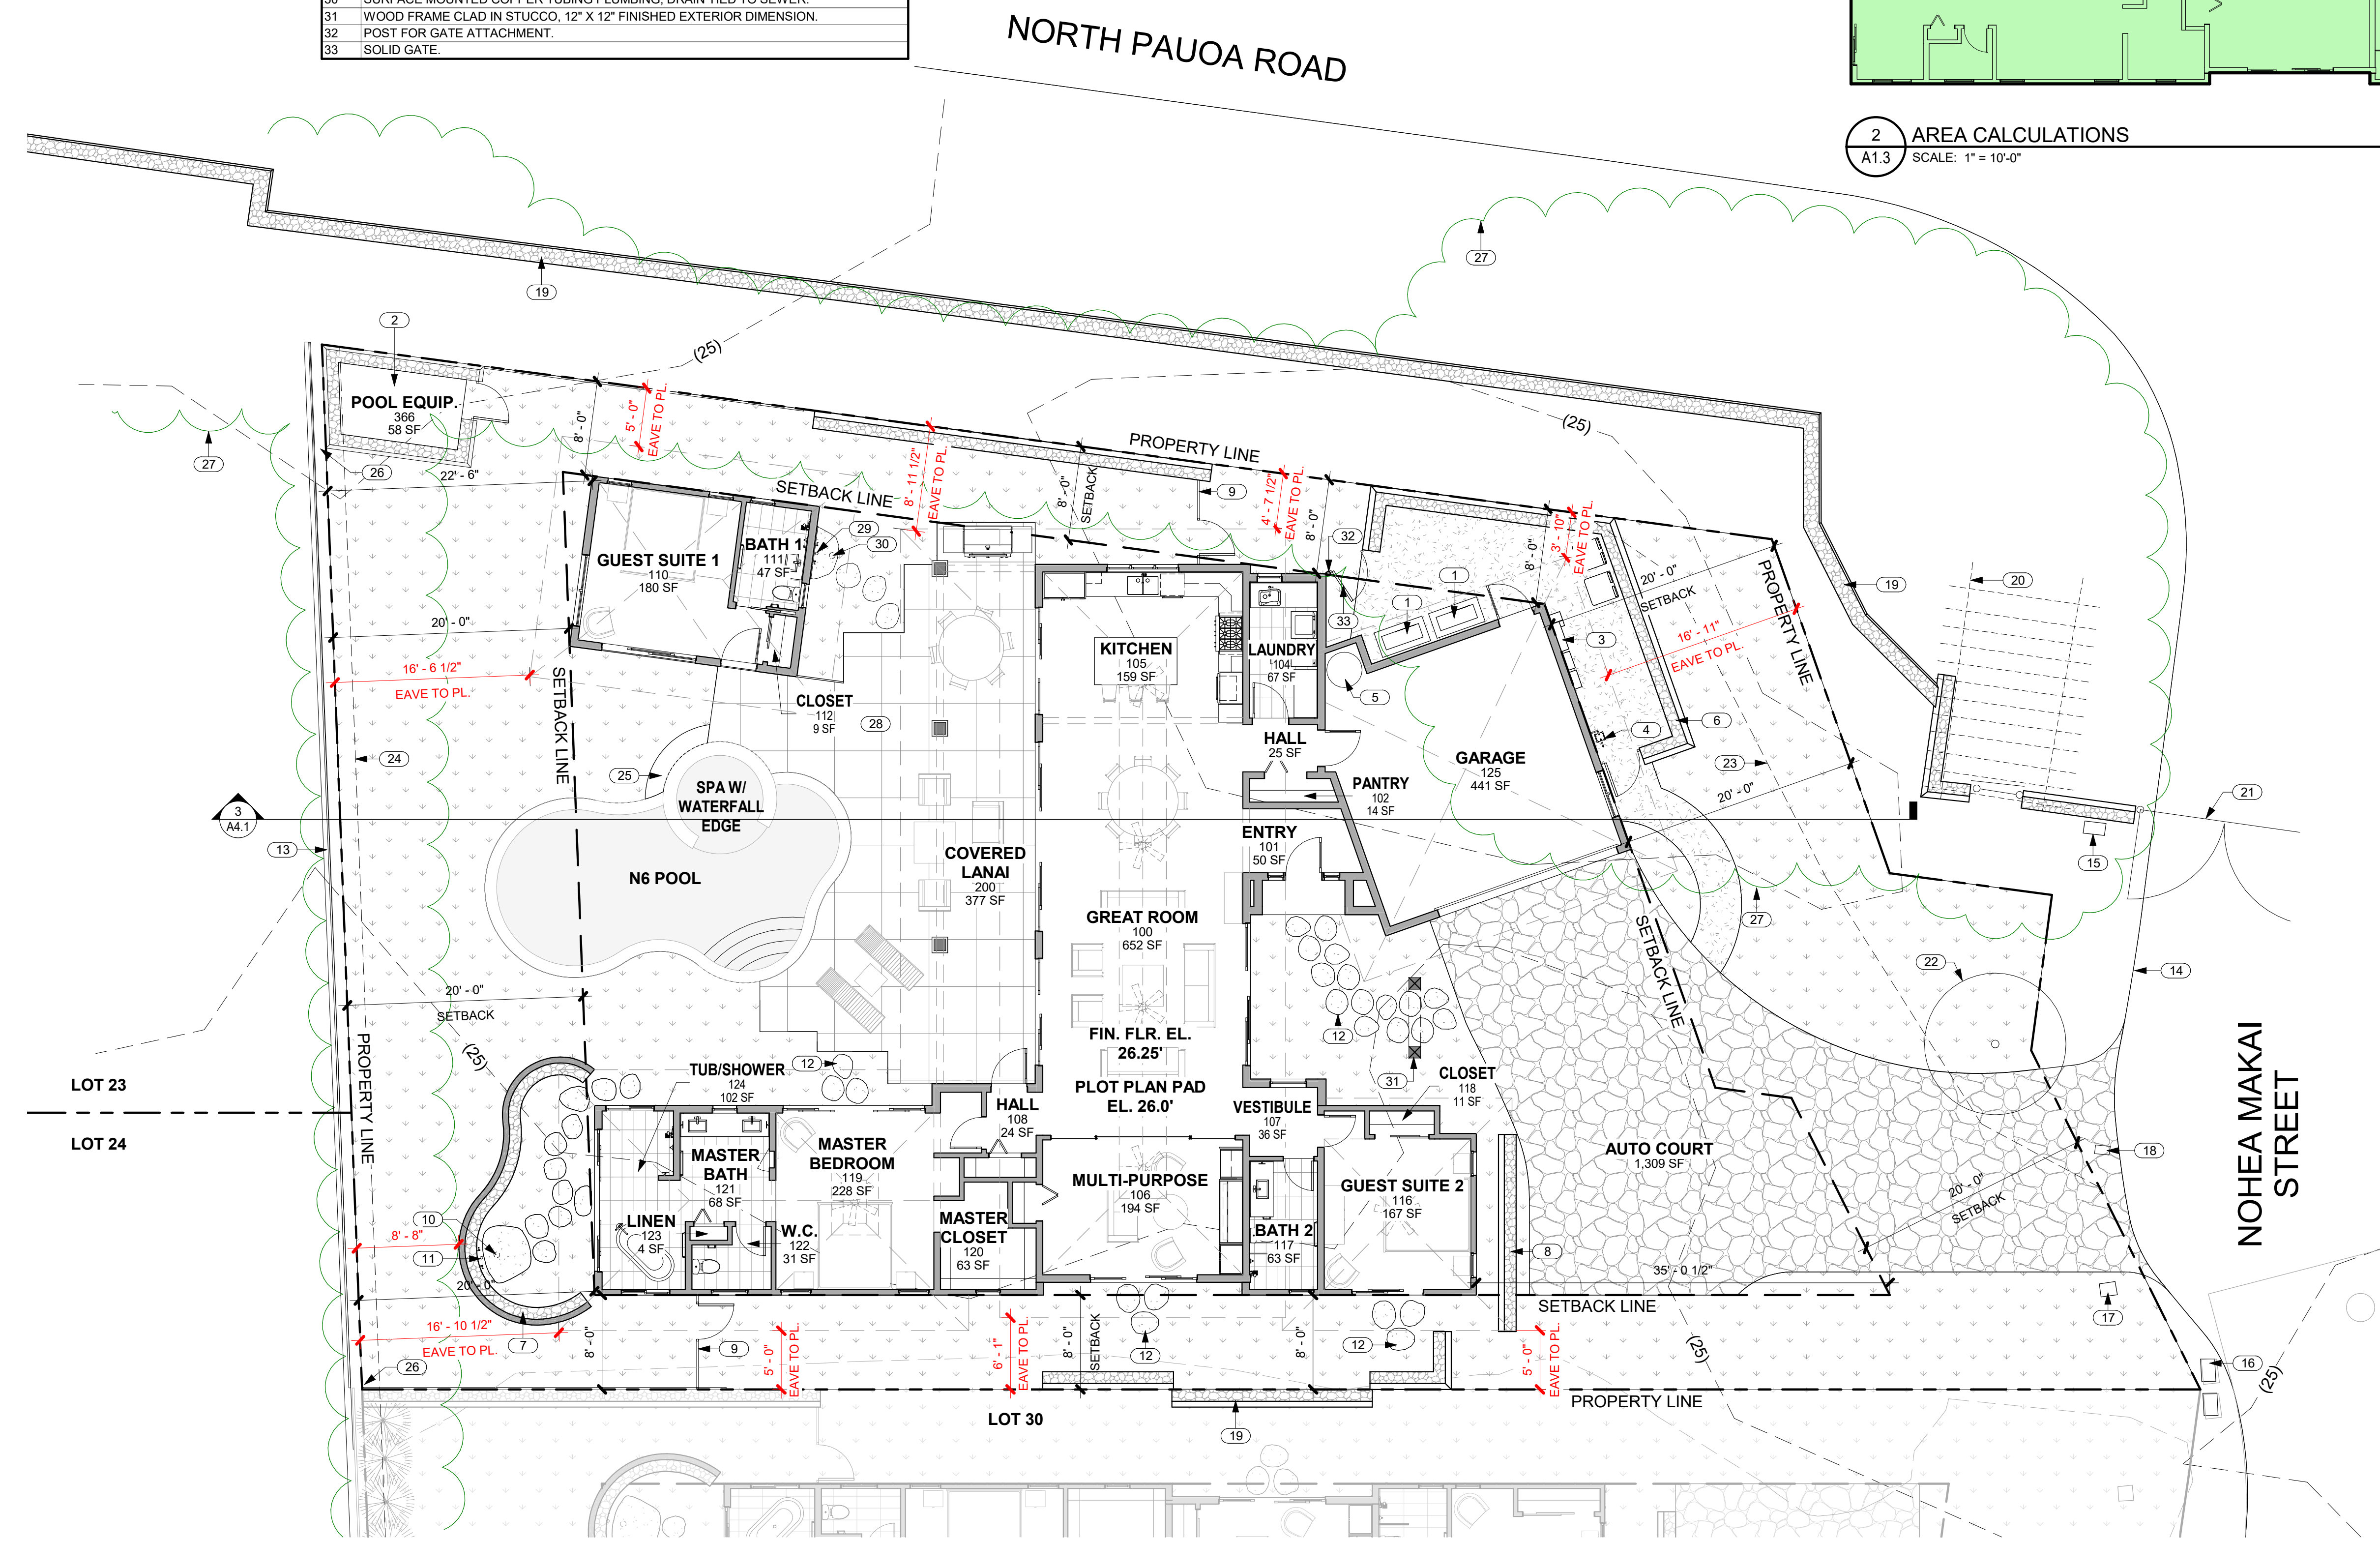 31 WOOD FRAME CLAD IN STUCCO, 12" X 12" FINISHED EXTERIOR DIMENSION.
32 POST FOR GATE ATTACHMENT.
33 SOLID GATE.
NORTH PAUOA ROAD
2
A1.3
AREA CALCULATIONS
SCALE: 1" = 10'-0"
27
19
2
(25)
POOL EQUIP.
366
58 SF
8' - 0"
5' - 0"
EAVE TO PL.
27
26
22' - 6"
SETBACK LINE
8' - 11 1/2"
EAVE TO PL.
8' - 0"
SETBACK
PROPERTY LINE
9
4' - 7 1/2"
EAVE TO PL.
8' - 0"
(25)
3' - 10"
EAVE TO PL.
8' - 0"
GUEST SUITE 1
110
180 SF
BATH 1
111
47 SF
29
30
32
33
1
1
20' - 0"
SETBACK
PROPERTY LINE
19
20
3
16' - 11"
EAVE TO PL.
20' - 0"
16' - 6 1/2"
EAVE TO PL.
SETBACK LINE
CLOSET
112
9 SF
28
KITCHEN
105
159 SF
LAUNDRY
104
67 SF
5
4
6
23
20' - 0"
HALL
25 SF
GARAGE
125
441 SF
PANTRY
102
14 SF
24
25
SPA W/
WATERFALL
EDGE
3
A4.1
13
N6 POOL
COVERED
LANAI
200
377 SF
ENTRY
101
50 SF
21
15
GREAT ROOM
100
652 SF
27
SETBACK LINE
22
14
20' - 0"
SETBACK
12
FIN. FLR. EL.
26.25'
PROPERTY LINE
(25)
TUB/SHOWER
124
102 SF
12
31
CLOSET
118
11 SF
PLOT PLAN PAD
EL. 26.0'
LOT 23
LOT 24
HALL
108
24 SF
VESTIBULE
107
36 SF
NOHEA MAKAI
STREET
MASTER
BATH
121
68 SF
MASTER
BEDROOM
119
228 SF
AUTO COURT
1,309 SF
18
MULTI-PURPOSE
106
194 SF
GUEST SUITE 2
116
167 SF
20' - 0"
SETBACK
10
8' - 8"
11
LINEN
123
4 SF
W.C.
122
31 SF
MASTER
CLOSET
120
63 SF
BATH 2
117
63 SF
8
35' - 0 1/2"
20' - 0"
SETBACK LINE
17
16' - 10 1/2"
EAVE TO PL.
7
8' - 0"
9
5' - 0"
EAVE TO PL.
6' - 1"
EAVE TO PL.
8' - 0"
SETBACK
12
8' - 0"
12
5' - 0"
EAVE TO PL.
(25)
16
(25)
26
PROPERTY LINE
LOT 30
19